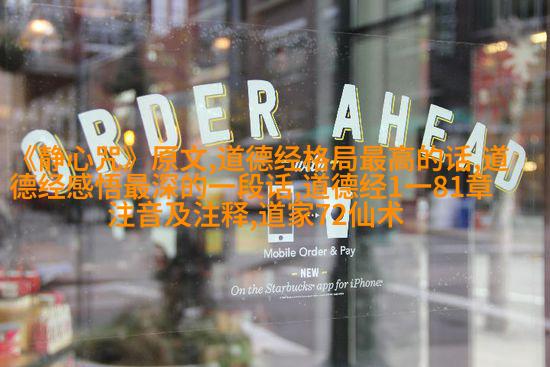 ORDER AHEAD
《静心咒》原文,道德经格局最高的话,道
德经感悟最深的一段话,道德经1一81章
注音及注释,道家72仙术
with
Mobile Order & Pay
NEW
On the Starbucks® app for iPhone®